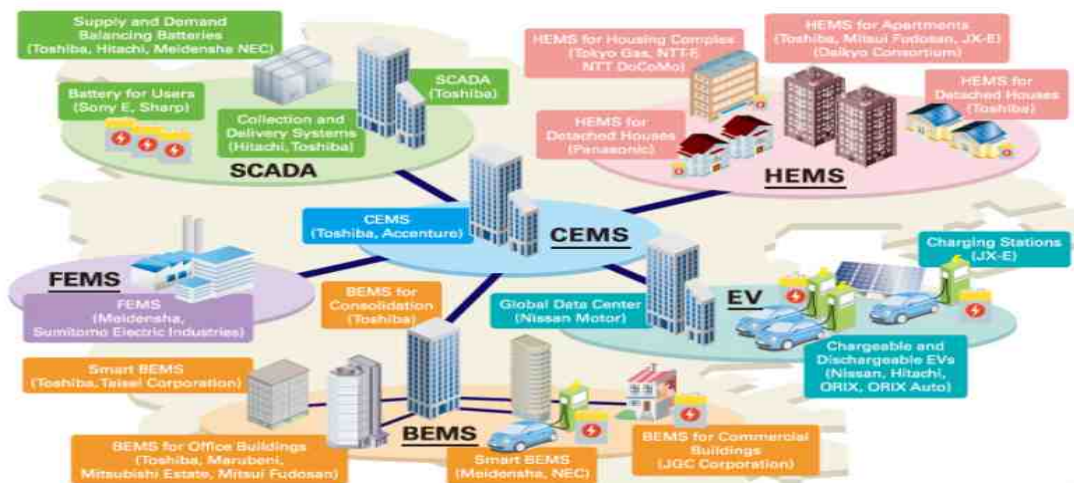 Supply and Demand
Balancing Batteries
(Toshiba, Hitachi, Meidensha NEC)
Battery for Users
(Sony E, Sharp)
Collection and
Delivery Systems
(Hitachi, Toshiba)
SCADA
(Toshiba)
SCADA
HEMS for Housing Complex
(Tokyo Gas, NTT-F,
NTT DoCoMo)
HEMS for Apartments
(Toshiba, Mitsui Fudosan, JX-E)
(Daikyo Consortium)
HEMS for
Detached Houses
(Toshiba)
HEMS for
Detached Houses
(Panasonic)
HEMS
CEMS
(Toshiba, Accenture)
CEMS
FEMS
FEMS
(Meidensha,
Sumitomo Electric Industries)
BEMS for
Consolidation
(Toshiba)
Global Data Center
(Nissan Motor)
EV
Charging Stations
(JX-E)
Chargeable and
Dischargeable EVs
(Nissan, Hitachi,
ORIX, ORIX Auto)
Smart BEMS
(Toshiba, Taisei Corporation)
BEMS for Office Buildings
(Toshiba, Marubeni,
Mitsubishi Estate, Mitsui Fudosan)
BEMS
Smart BEMS
(Meidensha, NEC)
BEMS for Commercial
Buildings
(JGC Corporation)